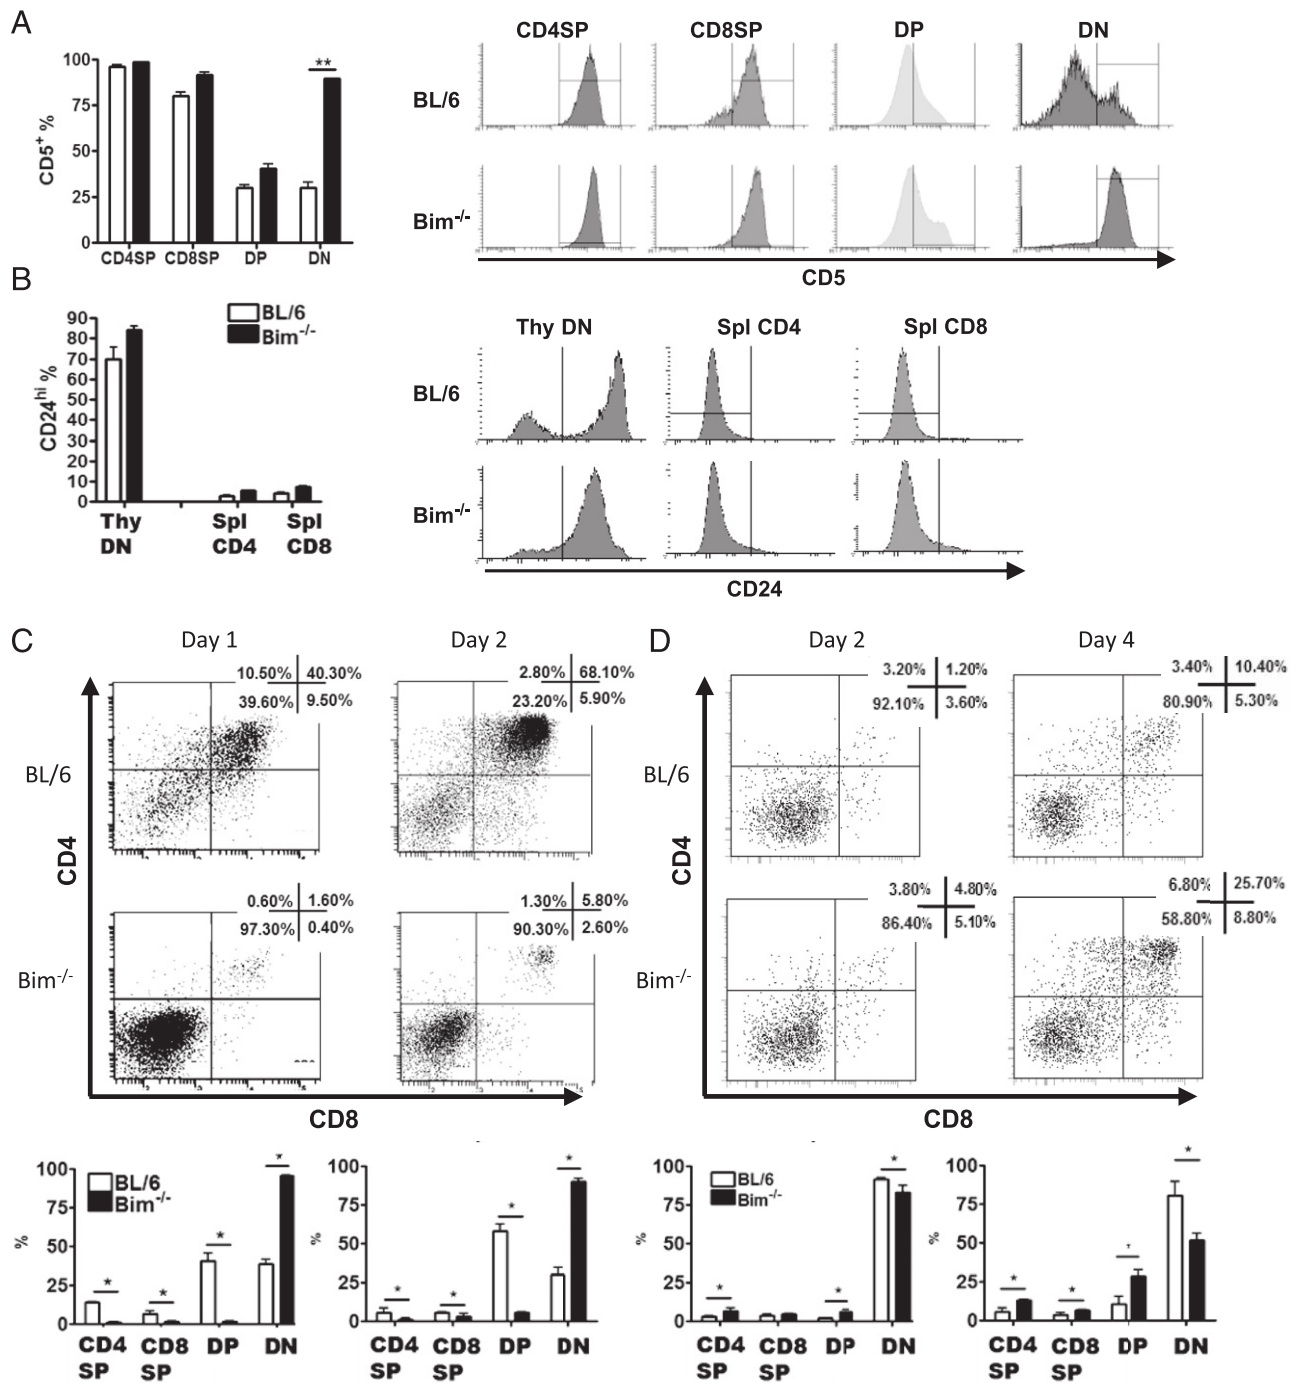 A
CD5+ %
100
75
50
25
0
**
CD4SP CD8SP DP DN
CD4SP CD8SP DP DN
BL/6
Bim-/-
CD5
B
CD24hi %
90
80
70
60
50
40
30
20
10
0
BL/6
Bim-/-
Thy Spl Spl
DN CD4 CD8
Thy DN Spl CD4 Spl CD8
BL/6
Bim-/-
CD24
C
Day 1 Day 2
10.50% 40.30%
39.60% 9.50%
2.80% 68.10%
23.20% 5.90%
BL/6
0.60% 1.60%
97.30% 0.40%
1.30% 5.80%
90.30% 2.60%
Bim-/-
CD4
CD8
%
100
75
50
25
0
BL/6
Bim-/-
* * * *
CD4 CD8 DP DN
SP SP
%
100
75
50
25
0
* * * *
CD4 CD8 DP DN
SP SP
D
Day 2 Day 4
3.20% 1.20%
92.10% 3.60%
3.40% 10.40%
80.90% 5.30%
BL/6
3.80% 4.80%
86.40% 5.10%
6.80% 25.70%
58.80% 8.80%
Bim-/-
CD4
CD8
%
100
75
50
25
0
BL/6
Bim-/-
* * *
CD4 CD8 DP DN
SP SP
%
100
75
50
25
0
* * * *
CD4 CD8 DP DN
SP SP